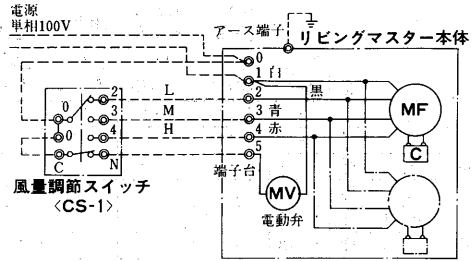 電源
単相100V
アース端子
リビングマスター本体
0
1 白
黒
2
3 青
4 赤
5
端子台
L
M
H
0
0
C
2
3
4
N
風量調節スイッチ
<CS-1>
MF
C
MV
電動弁